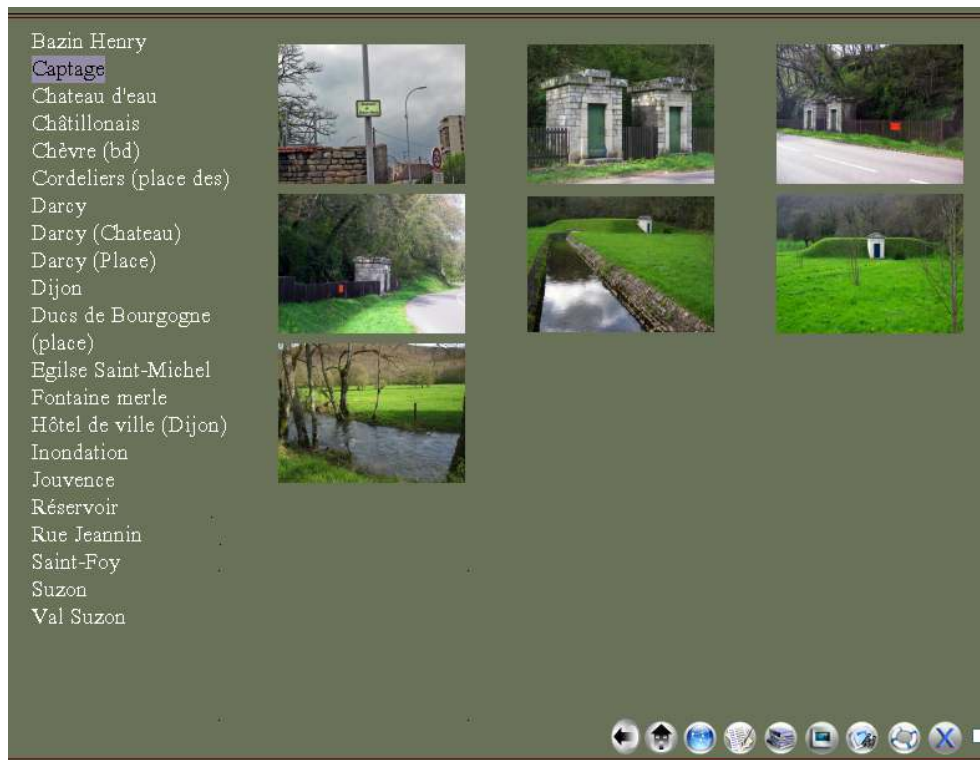 Bazin Henry
Captage
Chateau d'eau
Châtillonais
Chèvre (bd)
Cordeliers (place des)
Darcy
Darcy (Chateau)
Darcy (Place)
Dijon
Ducs de Bourgogne
(place)
Egilse Saint-Michel
Fontaine merle
Hôtel de ville (Dijon)
Inondation
Jouvence
Réservoir
Rue Jeannin
Saint-Foy
Suzon
Val Suzon